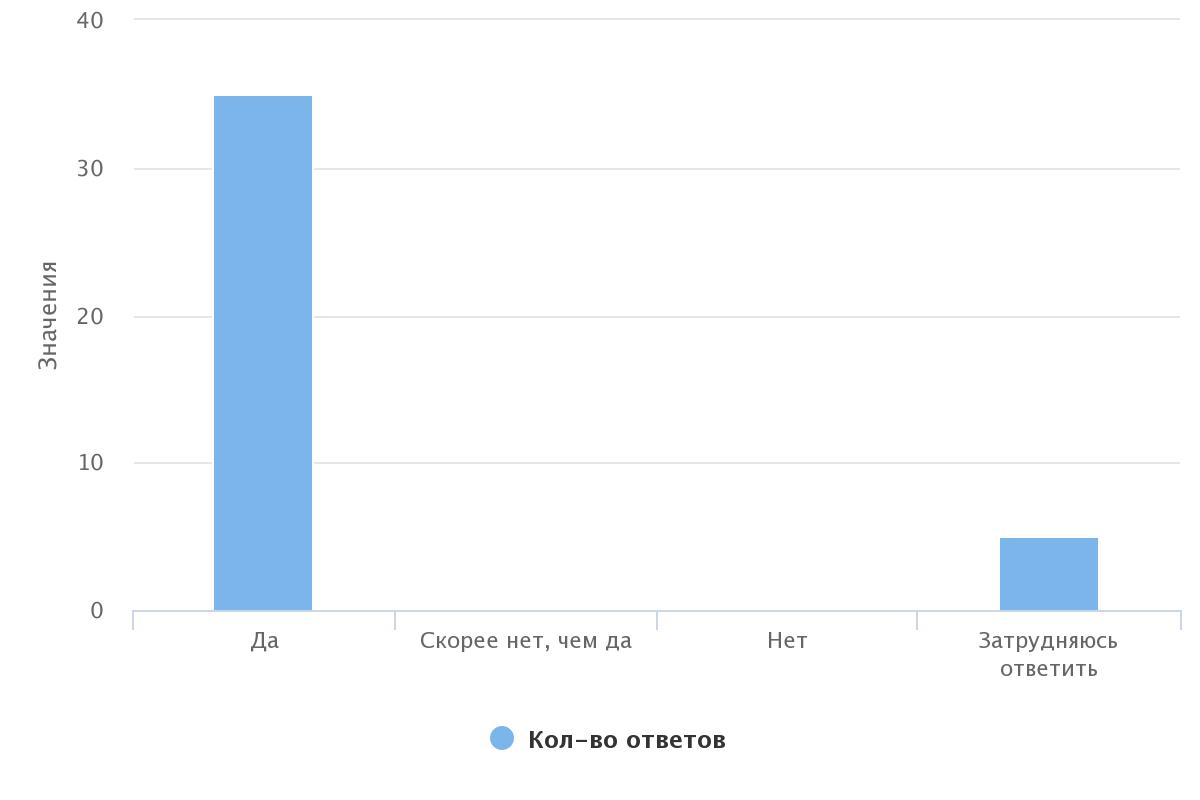 40
30
20
10
0
Значения
Да
Скорее нет, чем да
Нет
Затрудняюсь
ответить
Кол-во ответов